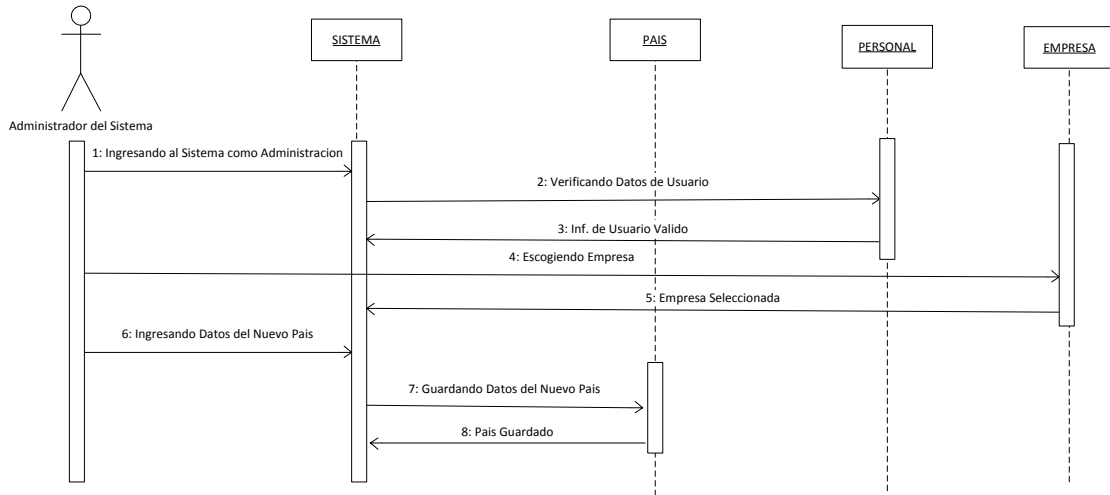 SISTEMA
PAIS
PERSONAL
EMPRESA
Administrador del Sistema
1: Ingresando al Sistema como Administracion
2: Verificando Datos de Usuario
3: Inf. de Usuario Valido
4: Escogiendo Empresa
5: Empresa Seleccionada
6: Ingresando Datos del Nuevo Pais
7: Guardando Datos del Nuevo Pais
8: Pais Guardado